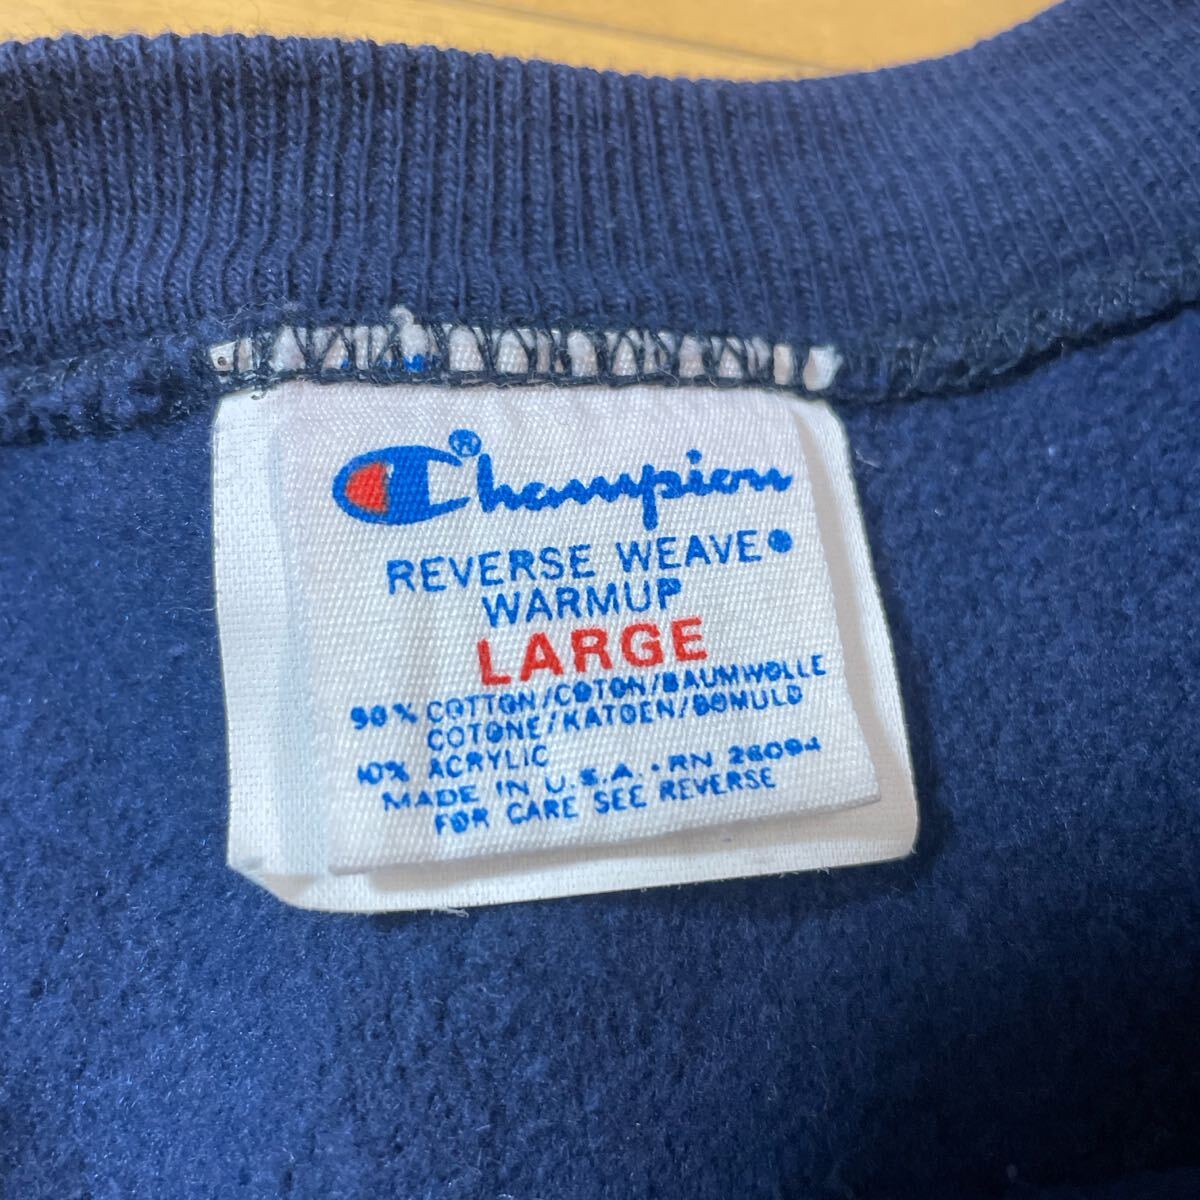 Champion®
REVERSE WEAVE®
WARMUP
LARGE
90% COTTON/COTON/BAUMWOLLE
COTONE/KATOEN/BOMULD
10% ACRYLIC
MADE IN U.S.A. · RN 26094
FOR CARE SEE REVERSE